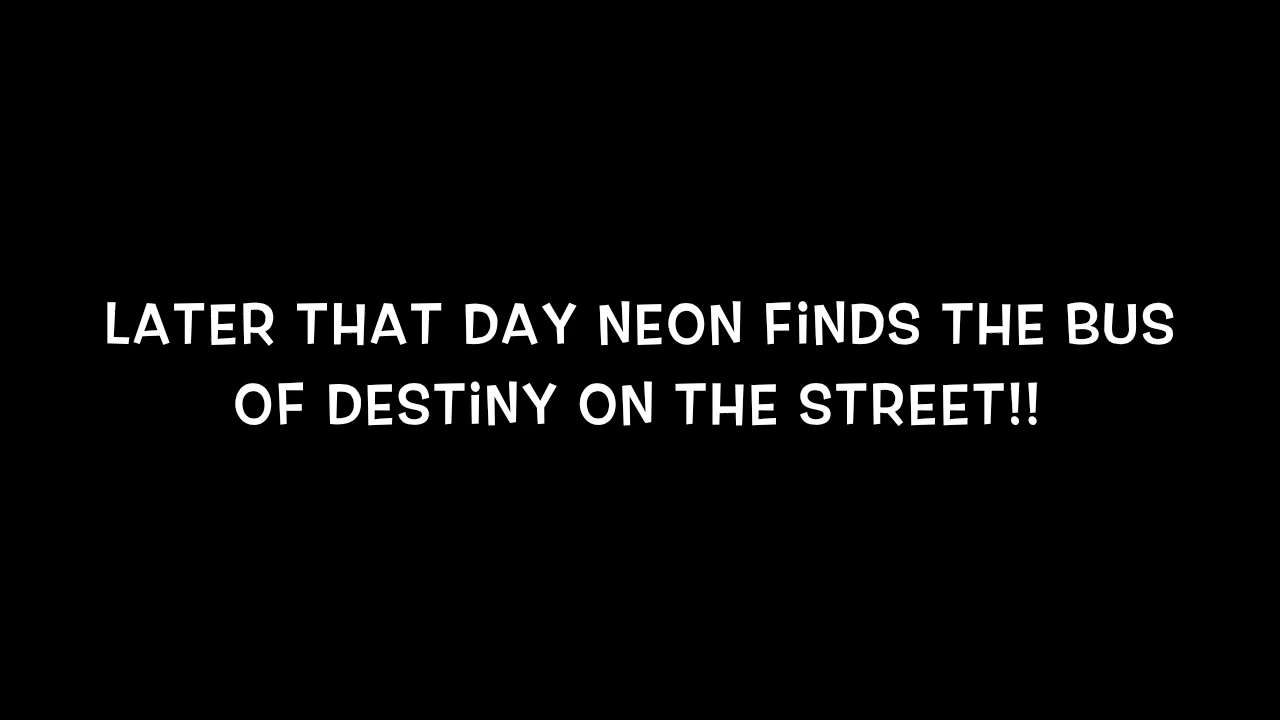 LATER THAT DAY NEON FiNDS THE BUS
OF DESTiNY ON THE STREET!!